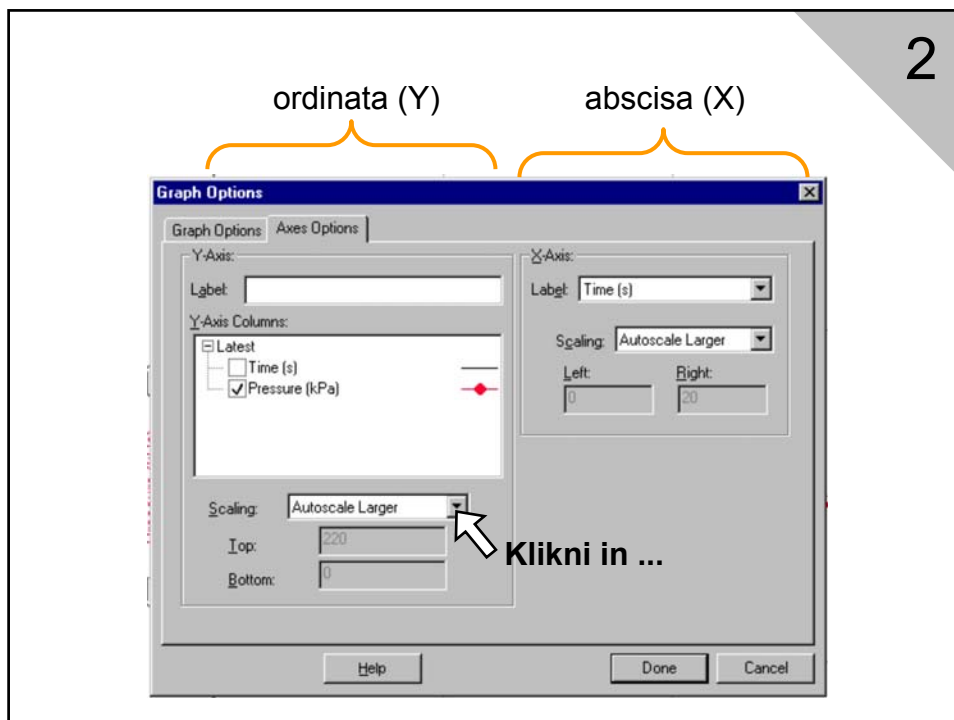 2
ordinata (Y) abscisa (X)
Graph Options
Graph Options Axes Options
Y-Axis:
Label:
Y-Axis Columns:
Latest
Time (s)
Pressure (kPa)
Scaling: Autoscale Larger
Top: 220
Bottom: 0
X-Axis:
Label: Time (s)
Scaling: Autoscale Larger
Left: Right:
0 20
Klikni in ...
Help Done Cancel